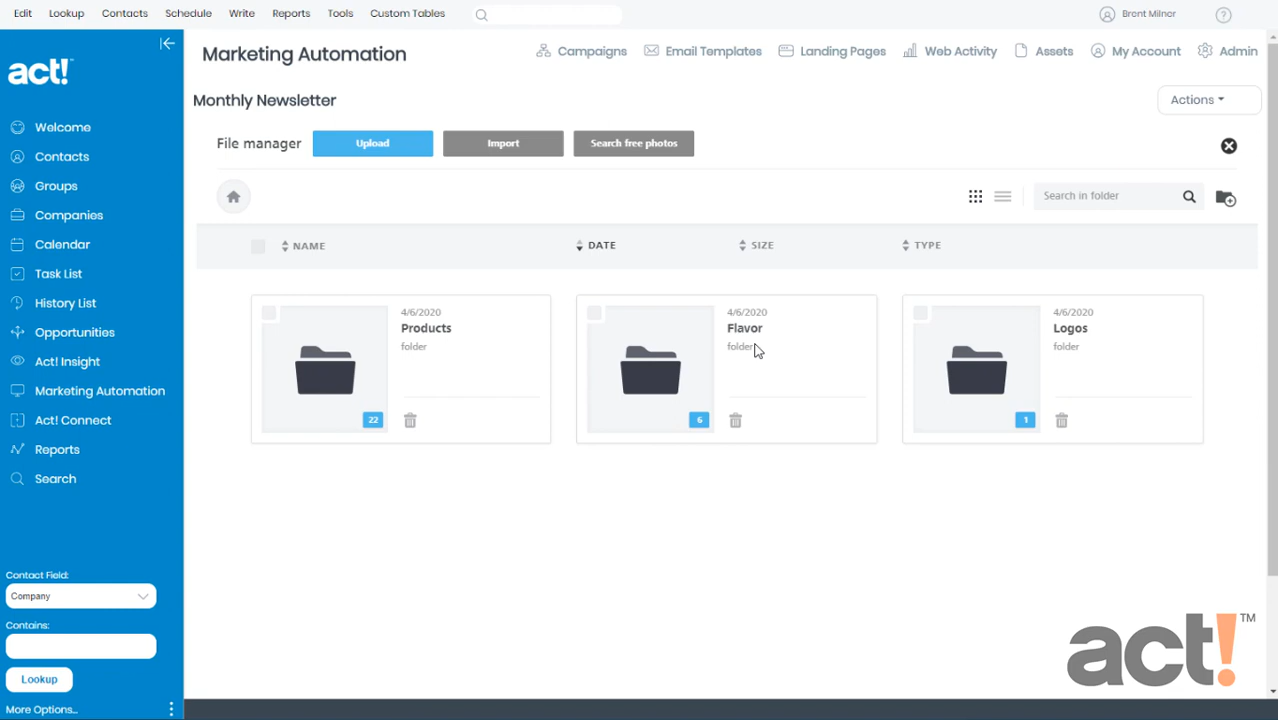 Edit Lookup Contacts Schedule Write Reports Tools Custom Tables Brent Milner ?
act!
Marketing Automation
Campaigns Email Templates Landing Pages Web Activity Assets My Account Admin
Monthly Newsletter
Actions
File manager Upload Import Search free photos
Search in folder
NAME DATE SIZE TYPE
4/6/2020
Products
folder
22
4/6/2020
Flavor
folder
6
4/6/2020
Logos
folder
1
Welcome
Contacts
Groups
Companies
Calendar
Task List
History List
Opportunities
Act! Insight
Marketing Automation
Act! Connect
Reports
Search
Contact Field:
Company
Contains:
Lookup
More Options...
act!™